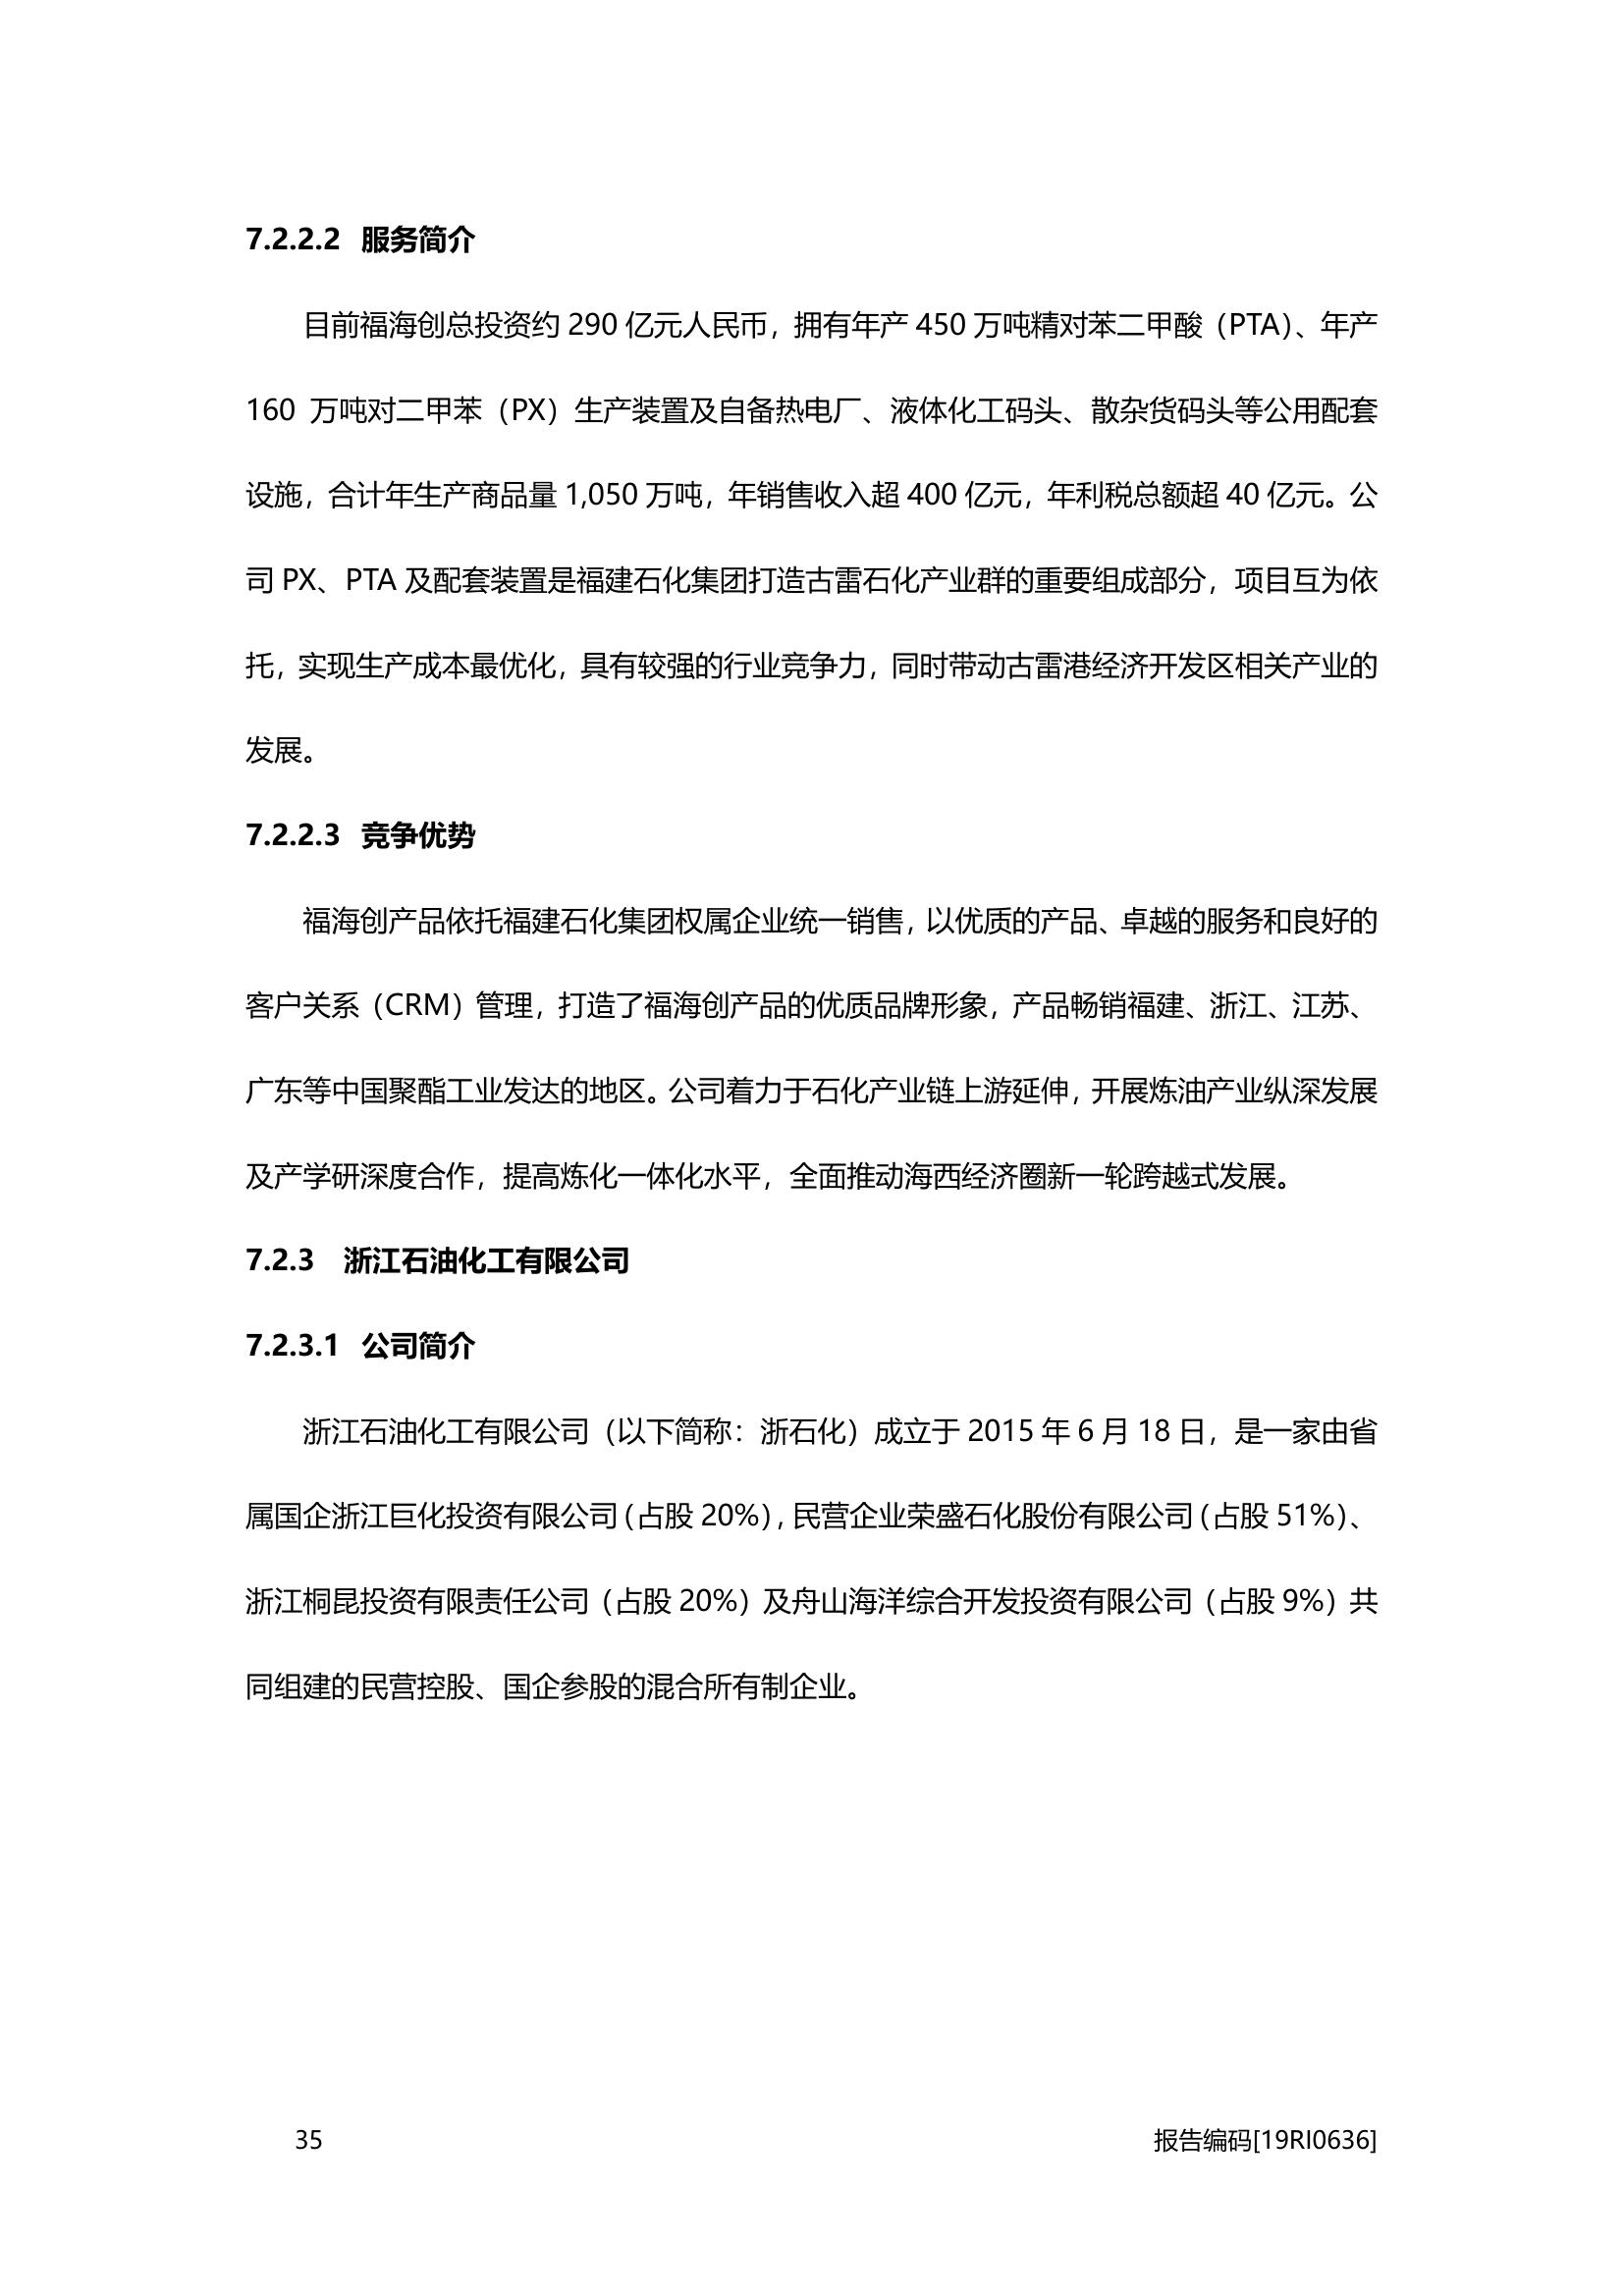 7.2.2.2 服务简介
目前福海创总投资约 290 亿元人民币，拥有年产 450 万吨精对苯二甲酸（PTA）、年产
160 万吨对二甲苯（PX）生产装置及自备热电厂、液体化工码头、散杂货码头等公用配套
设施，合计年生产商品量 1,050 万吨，年销售收入超 400 亿元，年利税总额超 40 亿元。公
司 PX、PTA 及配套装置是福建石化集团打造古雷石化产业群的重要组成部分，项目互为依
托，实现生产成本最优化，具有较强的行业竞争力，同时带动古雷港经济开发区相关产业的
发展。
7.2.2.3 竞争优势
福海创产品依托福建石化集团权属企业统一销售，以优质的产品、卓越的服务和良好的
客户关系（CRM）管理，打造了福海创产品的优质品牌形象，产品畅销福建、浙江、江苏、
广东等中国聚酯工业发达的地区。公司着力于石化产业链上游延伸，开展炼油产业纵深发展
及产学研深度合作，提高炼化一体化水平，全面推动海西经济圈新一轮跨越式发展。
7.2.3 浙江石油化工有限公司
7.2.3.1 公司简介
浙江石油化工有限公司（以下简称：浙石化）成立于 2015 年 6 月 18 日，是一家由省
属国企浙江巨化投资有限公司（占股 20%），民营企业荣盛石化股份有限公司（占股 51%）、
浙江桐昆投资有限责任公司（占股 20%）及舟山海洋综合开发投资有限公司（占股 9%）共
同组建的民营控股、国企参股的混合所有制企业。
35 报告编码[19RI0636]